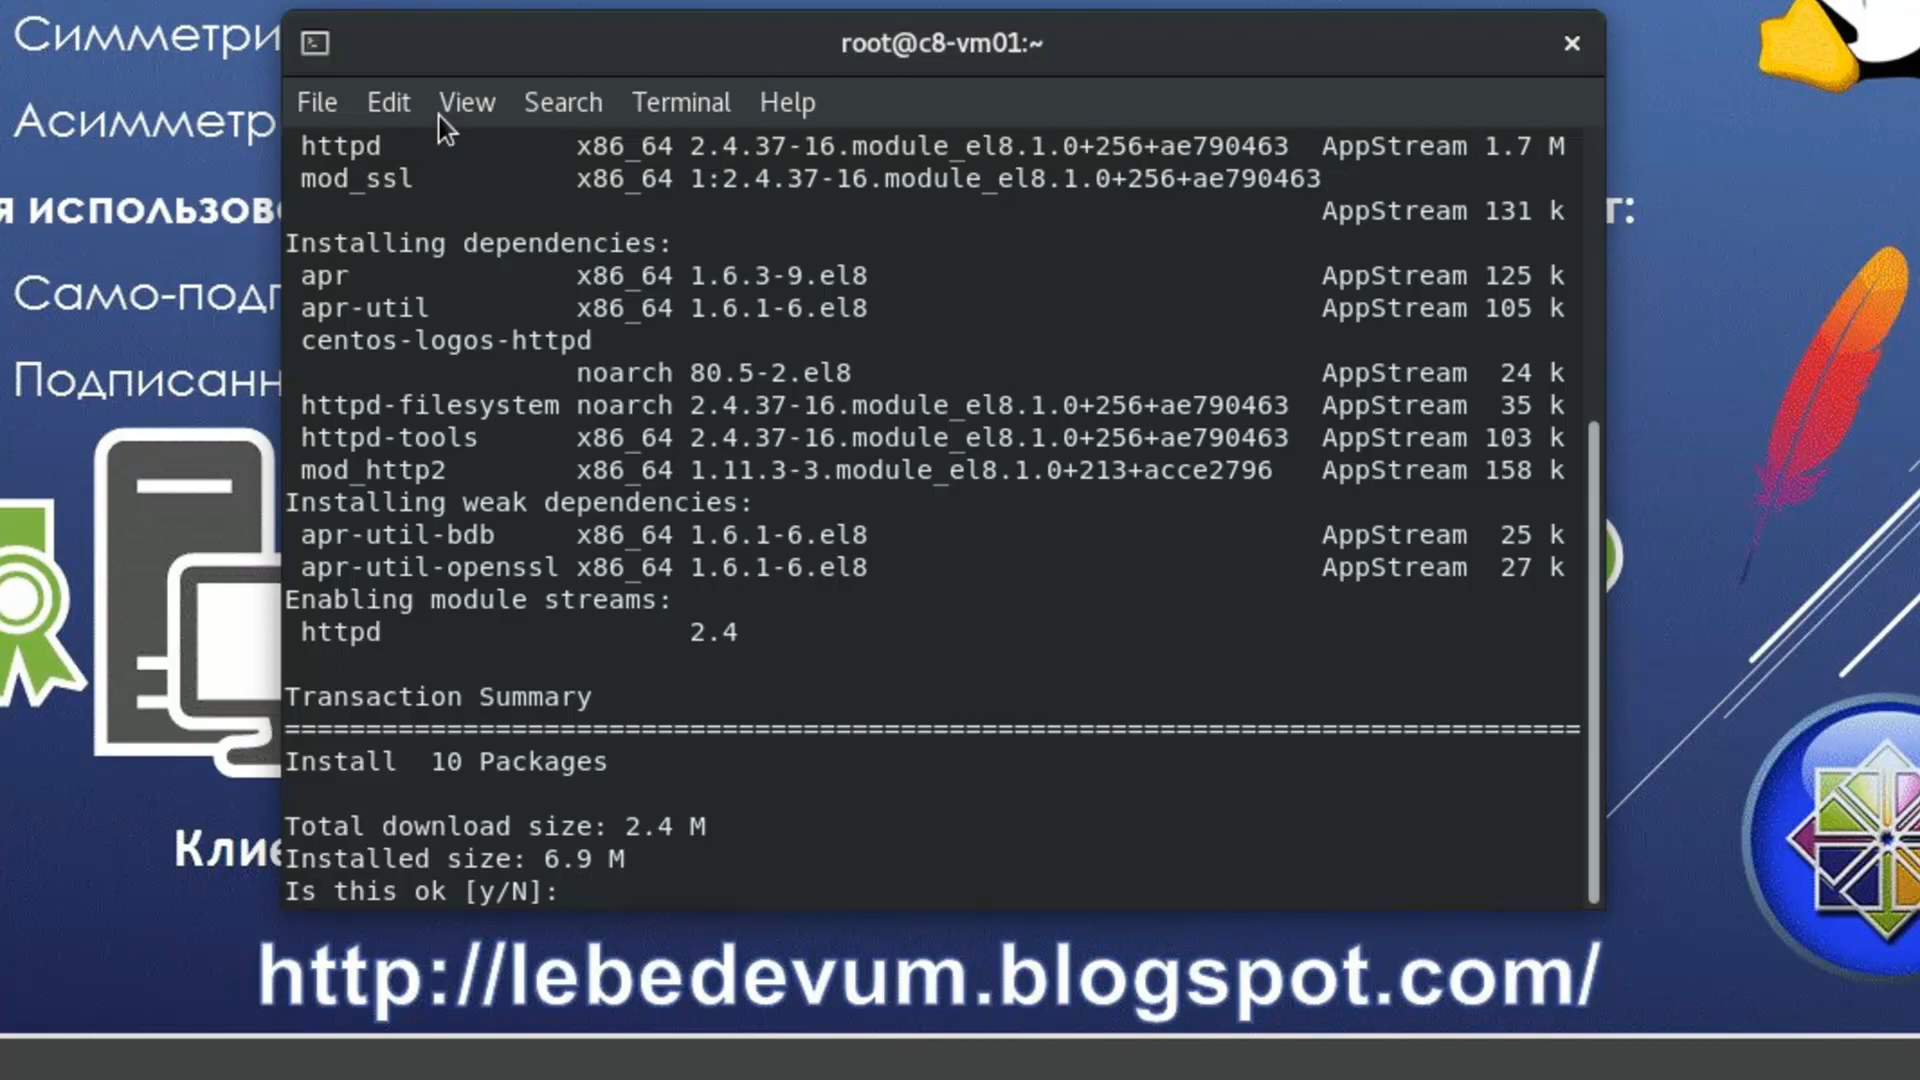 Симметри
Асимметр
я использов
г:
Само-подп
Подписанн
Клие
root@c8-vm01:~
File Edit View Search Terminal Help
httpd x86_64 2.4.37-16.module_el8.1.0+256+ae790463 AppStream 1.7 M
mod_ssl x86_64 1:2.4.37-16.module_el8.1.0+256+ae790463
AppStream 131 k
Installing dependencies:
apr x86_64 1.6.3-9.el8 AppStream 125 k
apr-util x86_64 1.6.1-6.el8 AppStream 105 k
centos-logos-httpd
noarch 80.5-2.el8 AppStream 24 k
httpd-filesystem noarch 2.4.37-16.module_el8.1.0+256+ae790463 AppStream 35 k
httpd-tools x86_64 2.4.37-16.module_el8.1.0+256+ae790463 AppStream 103 k
mod_http2 x86_64 1.11.3-3.module_el8.1.0+213+acce2796 AppStream 158 k
Installing weak dependencies:
apr-util-bdb x86_64 1.6.1-6.el8 AppStream 25 k
apr-util-openssl x86_64 1.6.1-6.el8 AppStream 27 k
Enabling module streams:
httpd 2.4
Transaction Summary
================================================================================
Install 10 Packages
Total download size: 2.4 M
Installed size: 6.9 M
Is this ok [y/N]:
http://lebedevum.blogspot.com/